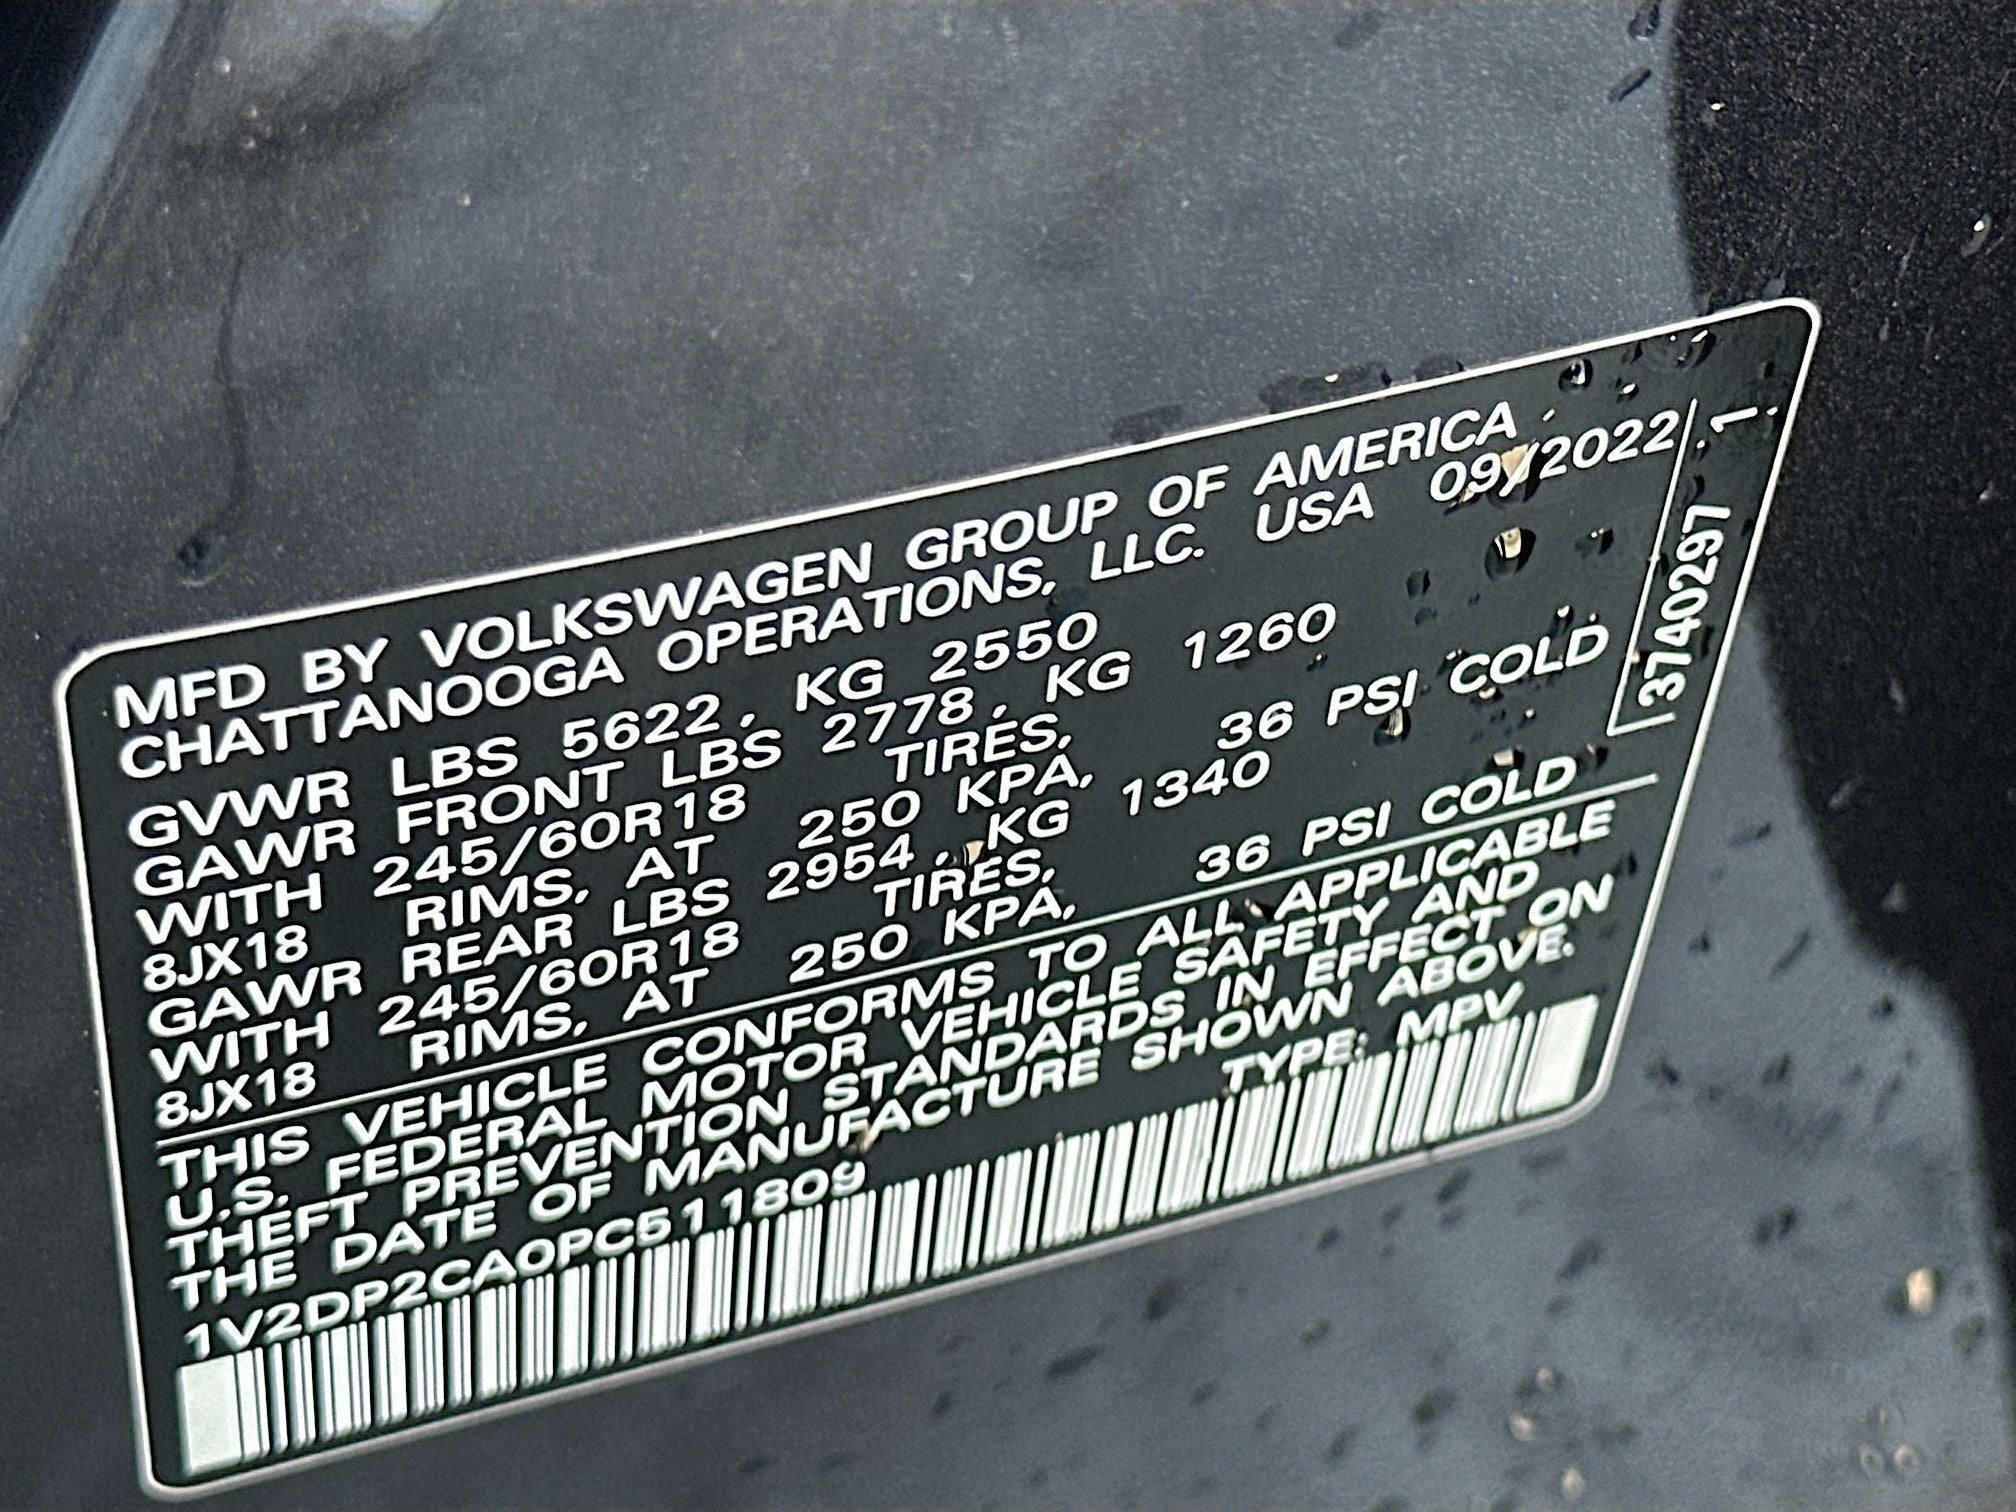 MFD BY VOLKSWAGEN GROUP OF AMERICA
CHATTANOOGA OPERATIONS, LLC. USA 09/2022
GVWR LBS 5622, KG 2550
GAWR FRONT LBS 2778, KG 1260
WITH 245/60R18 TIRES,
8JX18 RIMS, AT 250 KPA, 36 PSI COLD
GAWR REAR LBS 2954, KG 1340
WITH 245/60R18 TIRES,
8JX18 RIMS, AT 250 KPA, 36 PSI COLD
THIS VEHICLE CONFORMS TO ALL APPLICABLE
U.S. FEDERAL MOTOR VEHICLE SAFETY AND
THEFT PREVENTION STANDARDS IN EFFECT ON
THE DATE OF MANUFACTURE SHOWN ABOVE.
1V2DP2CA0PC511809 TYPE: MPV
37402971 1